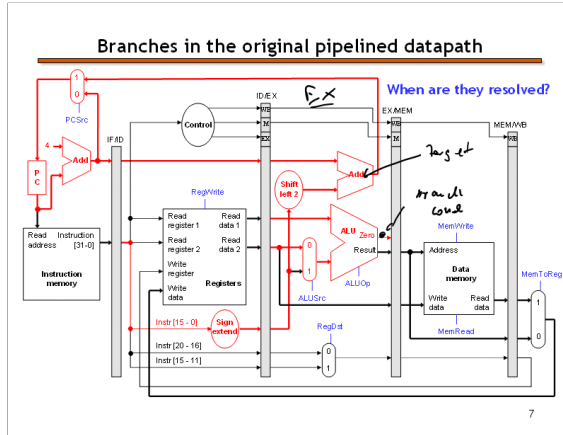 Branches in the original pipelined datapath
When are they resolved?
1
0
PCSrc
ID/EX
Ex
EX/MEM
WB
M
EX
Control
WB
M
MEM/WB
WB
IF/ID
4
Add
P
C
Add
Target
Shift
left 2
Branch
cond
RegWrite
Read
address
Instruction
[31-0]
Instruction
memory
Read
register 1
Read
data 1
Read
register 2
Read
data 2
Write
register
Write
data
Registers
ALU
Zero
Result
ALUOp
0
1
ALUSrc
MemWrite
Address
Data
memory
Write
data
Read
data
MemRead
MemToReg
1
0
Instr [15 - 0]
Sign
extend
RegDst
Instr [20 - 16]
Instr [15 - 11]
0
1
7